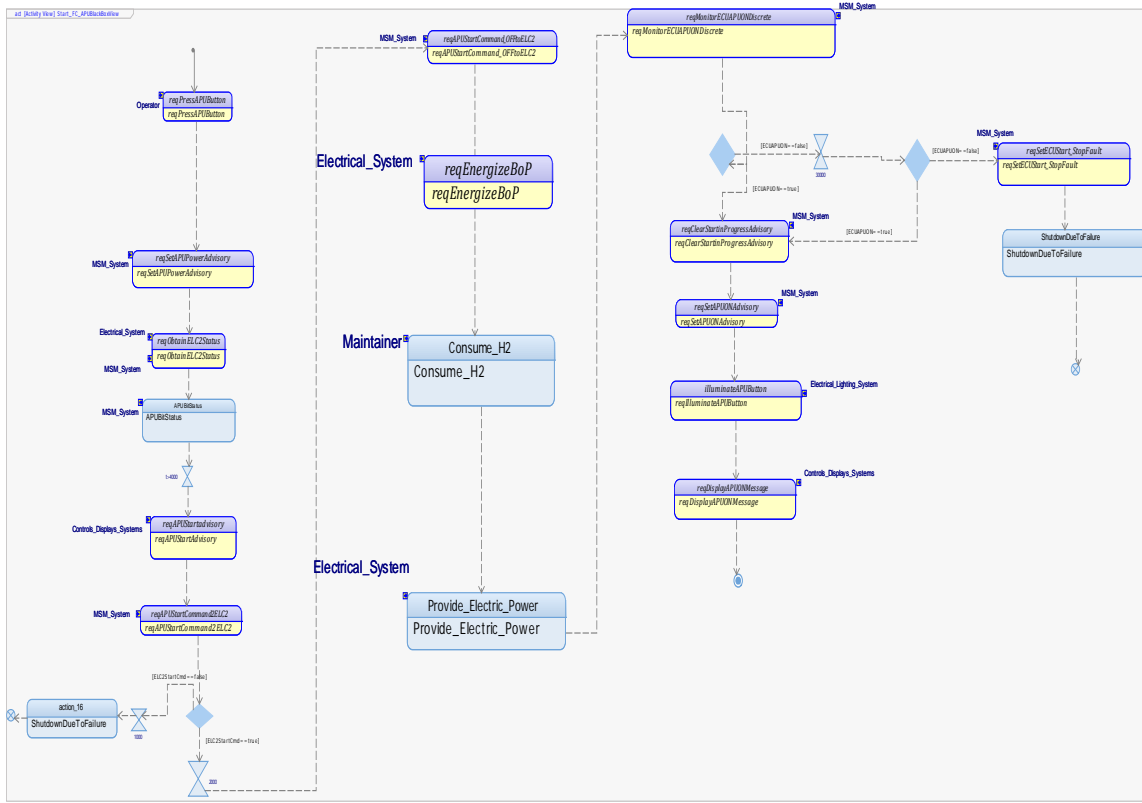 act [Activity View] Start_FC_APUBlackBoxView
Operator
reqPressAPUButton
reqPressAPUButton
MSM_System
reqSetAPUPowerAdvisory
reqSetAPUPowerAdvisory
Electrical_System
MSM_System
reqObtainELC2Status
reqObtainELC2Status
MSM_System
APUBitStatus
APUBitStatus
t=4000
Controls_Displays_Systems
reqAPUStartadvisory
reqAPUStartAdvisory
MSM_System
reqAPUStartCommand2ELC2
reqAPUStartCommand2ELC2
[ELC2StartCmd==false]
action_16
ShutdownDueToFailure
1000
[ELC2StartCmd==true]
MSM_System
reqAPUStartCommand_OFFtoELC2
reqAPUStartCommand_OFFtoELC2
Electrical_System
reqEnergizeBoP
reqEnergizeBoP
Maintainer
Consume_H2
Consume_H2
Electrical_System
Provide_Electric_Power
Provide_Electric_Power
MSM_System
reqMonitorECUAPUONDiscrete
reqMonitorECUAPUONDiscrete
[ECUAPUON==false]
30000
[ECUAPUON==true]
[ECUAPUON==false]
[ECUAPUON==true]
MSM_System
reqSetECUStart_StopFault
reqSetECUStart_StopFault
ShutdownDueToFailure
ShutdownDueToFailure
MSM_System
reqClearStartinProgressAdvisory
reqClearStartinProgressAdvisory
MSM_System
reqSetAPUONAdvisory
reqSetAPUONAdvisory
Electrical_Lighting_System
illuminateAPUButton
reqIlluminateAPUButton
Controls_Displays_Systems
reqDisplayAPUONMessage
reqDisplayAPUONMessage